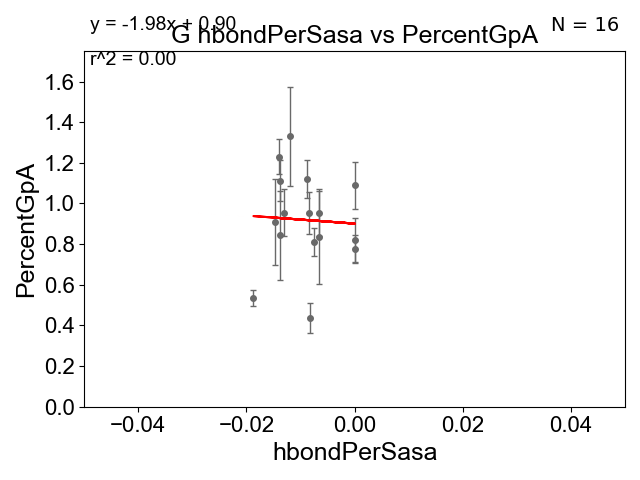 y = -1.98x + 0.90
N = 16
G hbondPerSasa vs PercentGpA
r^2 = 0.00
PercentGpA
1.6
1.4
1.2
1.0
0.8
0.6
0.4
0.2
0.0
−0.04 −0.02 0.00 0.02 0.04
hbondPerSasa